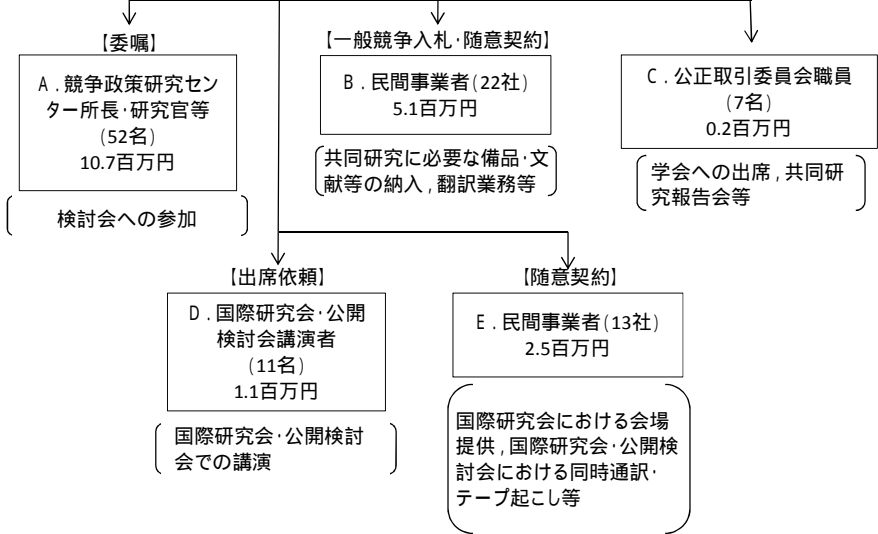 【委嘱】
A．競争政策研究セン
ター所長・研究官等
(52名)
10.7百万円
検討会への参加
【一般競争入札・随意契約】
B．民間事業者(22社)
5.1百万円
共同研究に必要な備品・文
献等の納入，翻訳業務等
C．公正取引委員会職員
(7名)
0.2百万円
学会への出席，共同研
究報告会等
【出席依頼】
D．国際研究会・公開
検討会講演者
(11名)
1.1百万円
国際研究会・公開検討
会での講演
【随意契約】
E．民間事業者(13社)
2.5百万円
国際研究会における会場
提供，国際研究会・公開検
討会における同時通訳・
テープ起こし等